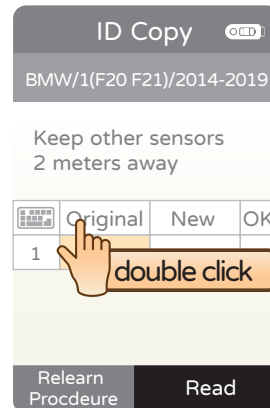 ID Copy
BMW/1(F20 F21)/2014-2019
Keep other sensors
2 meters away
Original New OK
1
double click
Relearn
Procdeure
Read